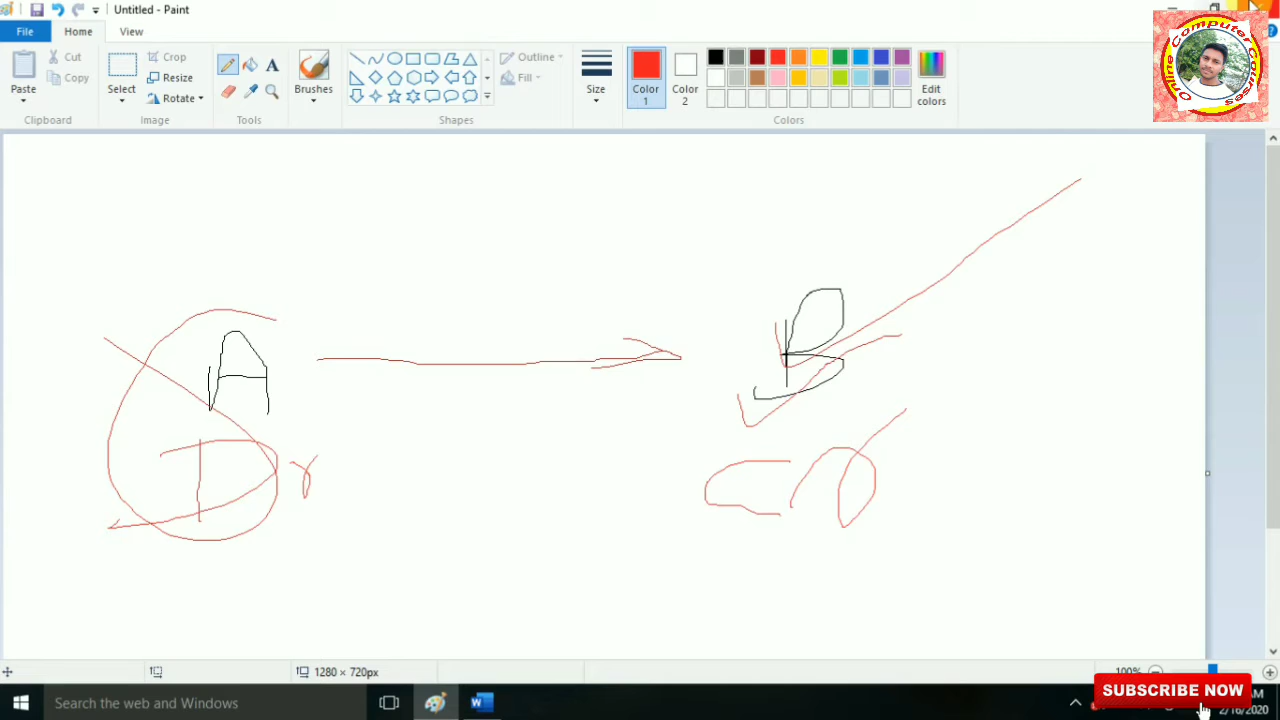 Untitled - Paint
File Home View
Paste Cut Copy Clipboard
Select Crop Resize Rotate Image
Tools
Brushes
Shapes Outline Fill
Size
Color 1 Color 2
Edit colors
Colors
Online Computer Courses
A B
Dr
1280 × 720px
100%
SUBSCRIBE NOW
Search the web and Windows
AM
2/16/2020